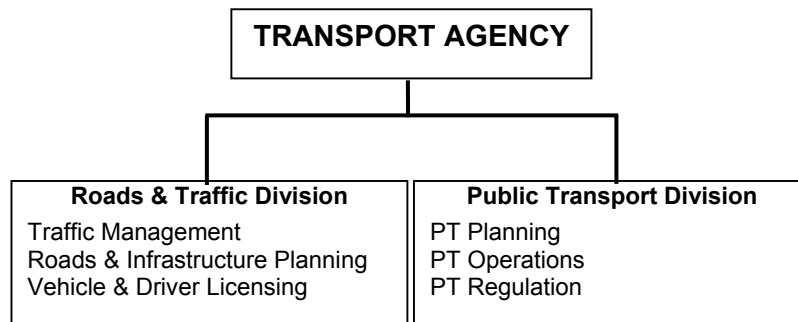 TRANSPORT AGENCY
Roads & Traffic Division
Traffic Management
Roads & Infrastructure Planning
Vehicle & Driver Licensing
Public Transport Division
PT Planning
PT Operations
PT Regulation